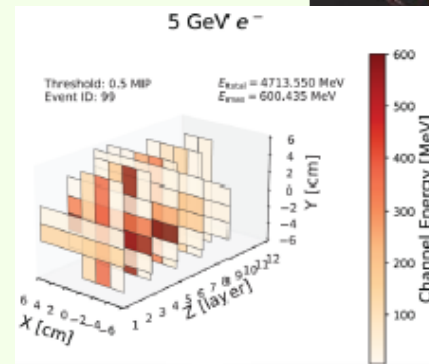 5 GeV e⁻
Threshold: 0.5 MIP
Event ID: 99
E_total = 4713.550 MeV
E_max = 600.435 MeV
600
500
400
300
200
100
Channel Energy [MeV]
6
4
2
0
−2
−4
−6
Y [cm]
6 4 2 0 −2 −4 −6
X [cm]
1 2 3 4 5 6 7 8 9 10 11 12
Z [layer]